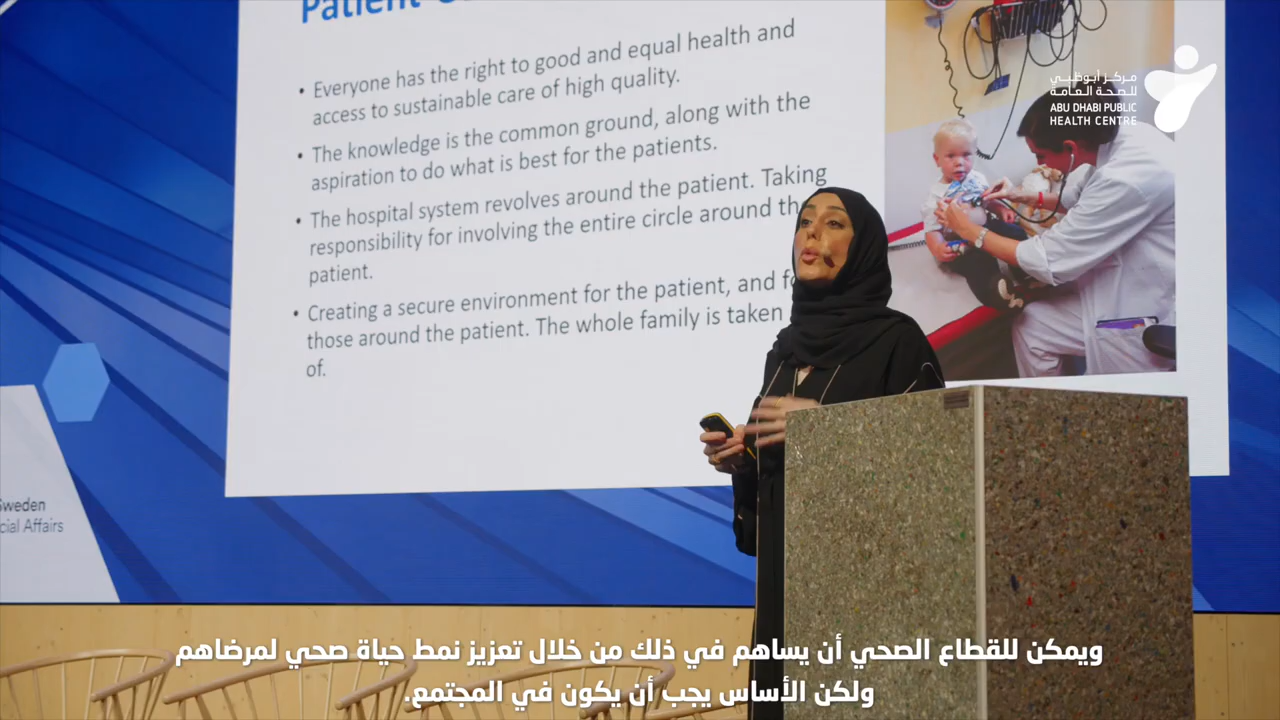 Patient
• Everyone has the right to good and equal health and
access to sustainable care of high quality.
• The knowledge is the common ground, along with the
aspiration to do what is best for the patients.
• The hospital system revolves around the patient. Taking
responsibility for involving the entire circle around the
patient.
• Creating a secure environment for the patient, and
those around the patient. The whole family is taken
of.
مركز أبوظبي
للصحة العامة
ABU DHABI PUBLIC
HEALTH CENTRE
Sweden
cial Affairs
ويمكن للقطاع الصحي أن يساهم في ذلك من خلال تعزيز نمط حياة صحي لمرضاهم
ولكن الأساس يجب أن يكون في المجتمع.